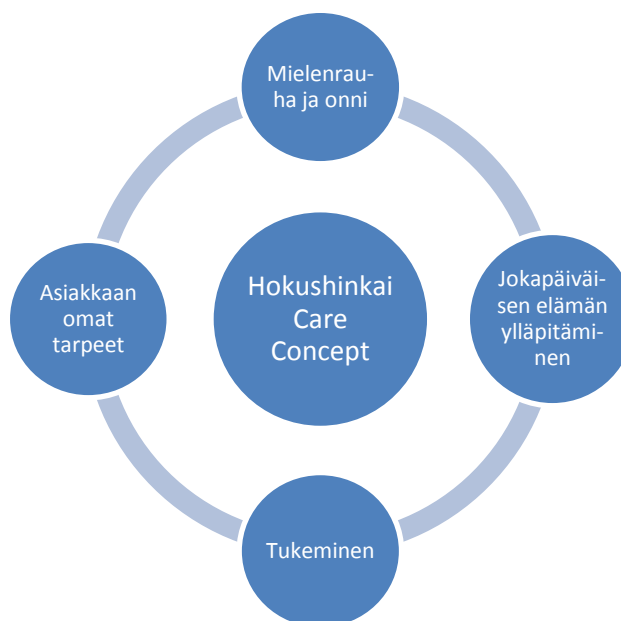 Mielenrau-
ha ja onni
Asiakkaan
omat
tarpeet
Hokushinkai
Care
Concept
Jokapäiväi-
sen elämän
ylläpitämi-
nen
Tukeminen